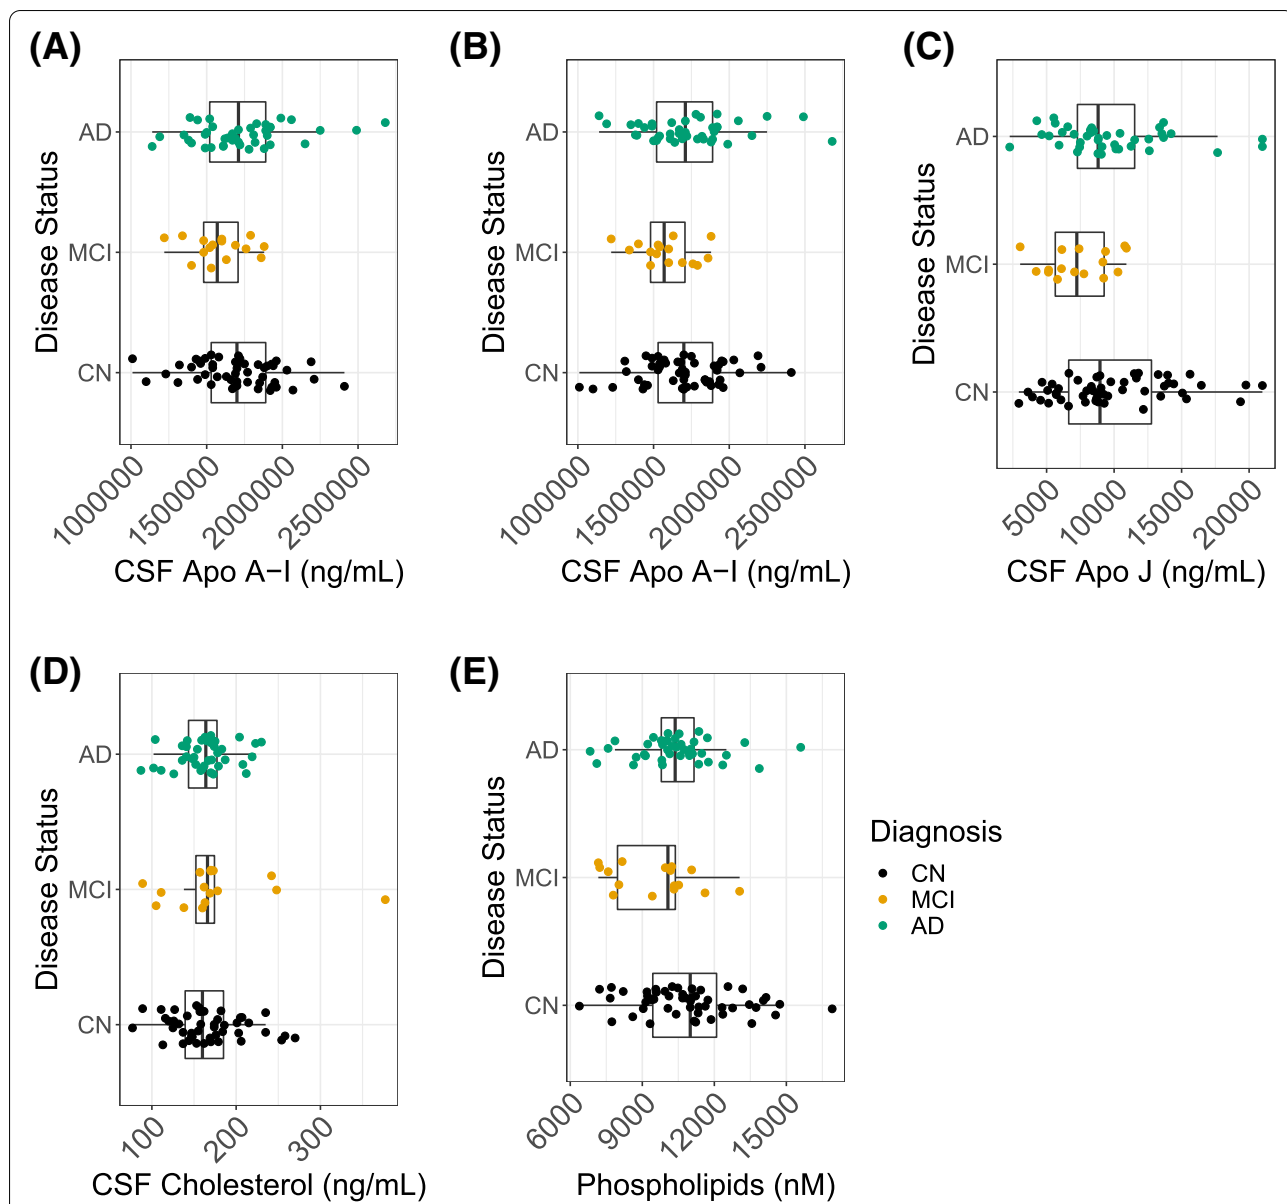 (A)
Disease Status
AD
MCI
CN
1000000
1500000
2000000
2500000
CSF Apo A−I (ng/mL)
(B)
Disease Status
AD
MCI
CN
1000000
1500000
2000000
2500000
CSF Apo A−I (ng/mL)
(C)
Disease Status
AD
MCI
CN
5000
10000
15000
20000
CSF Apo J (ng/mL)
(D)
Disease Status
AD
MCI
CN
100
200
300
CSF Cholesterol (ng/mL)
(E)
Disease Status
AD
MCI
CN
6000
9000
12000
15000
Phospholipids (nM)
Diagnosis
CN
MCI
AD